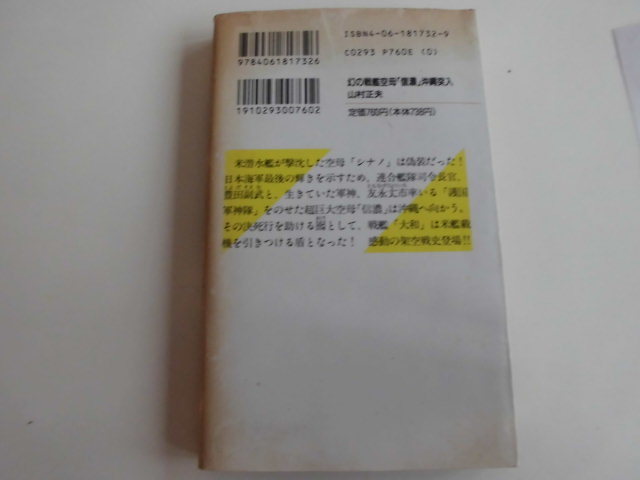 ISBN4-06-181732-9
C0293 P760E (0)
9784061817326
幻の戦艦空母「信濃」沖縄突入
山村正夫
定価760円(本体738円)
1910293007602
米潜水艦が撃沈した空母「シナノ」は偽装だった!
日本海軍最後の輝きを示すため、連合艦隊司令長官、
豊田副武と、生きていた軍神、友永丈市率いる「護国
軍神隊」をのせた超巨大空母「信濃」は沖縄へ向かう。
その決死行を助ける囮として、戦艦「大和」は米艦載
機を引きつける盾となった! 感動の架空戦史登場!!